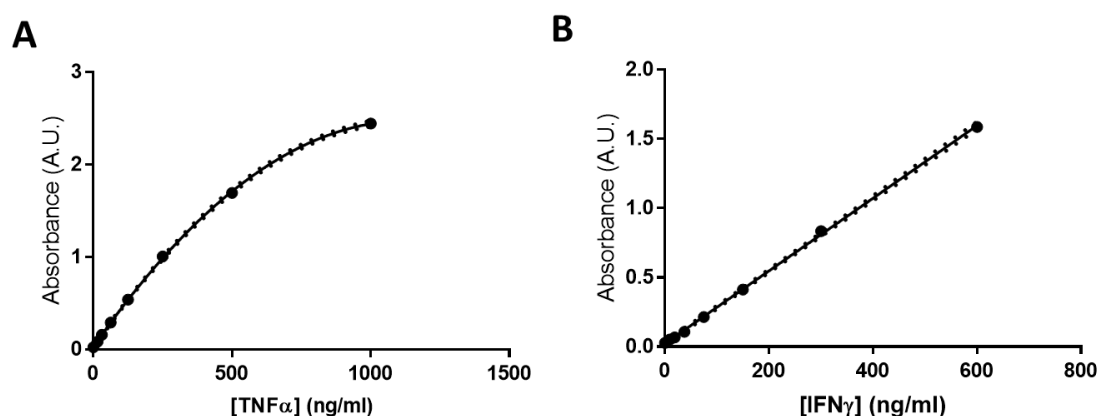 A
B
3
2
1
0
Absorbance (A.U.)
0 500 1000 1500
[TNFα] (ng/ml)
2.0
1.5
1.0
0.5
0.0
Absorbance (A.U.)
0 200 400 600 800
[IFNγ] (ng/ml)